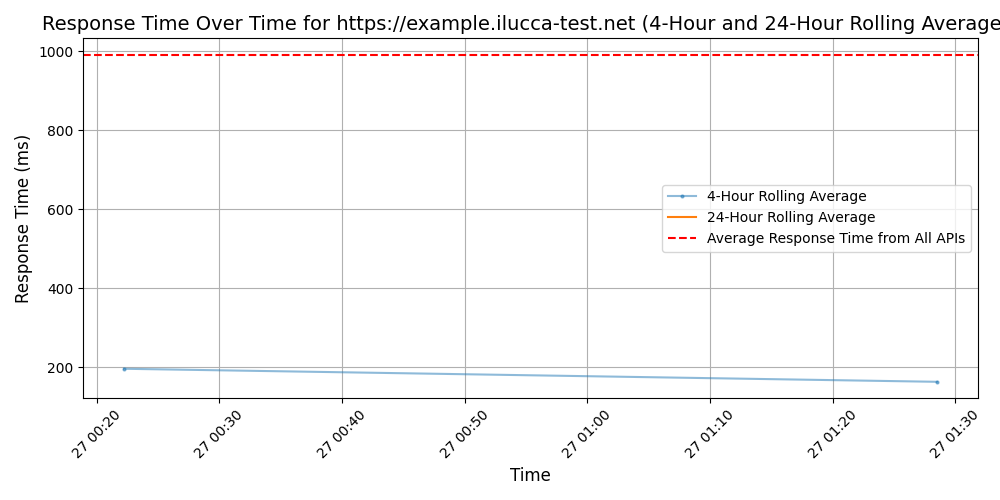 Response Time Over Time for https://example.ilucca-test.net (4-Hour and 24-Hour Rolling Average
Response Time (ms)
1000
800
600
400
200
4-Hour Rolling Average
24-Hour Rolling Average
Average Response Time from All APIs
27 00:20
27 00:30
27 00:40
27 00:50
27 01:00
27 01:10
27 01:20
27 01:30
Time